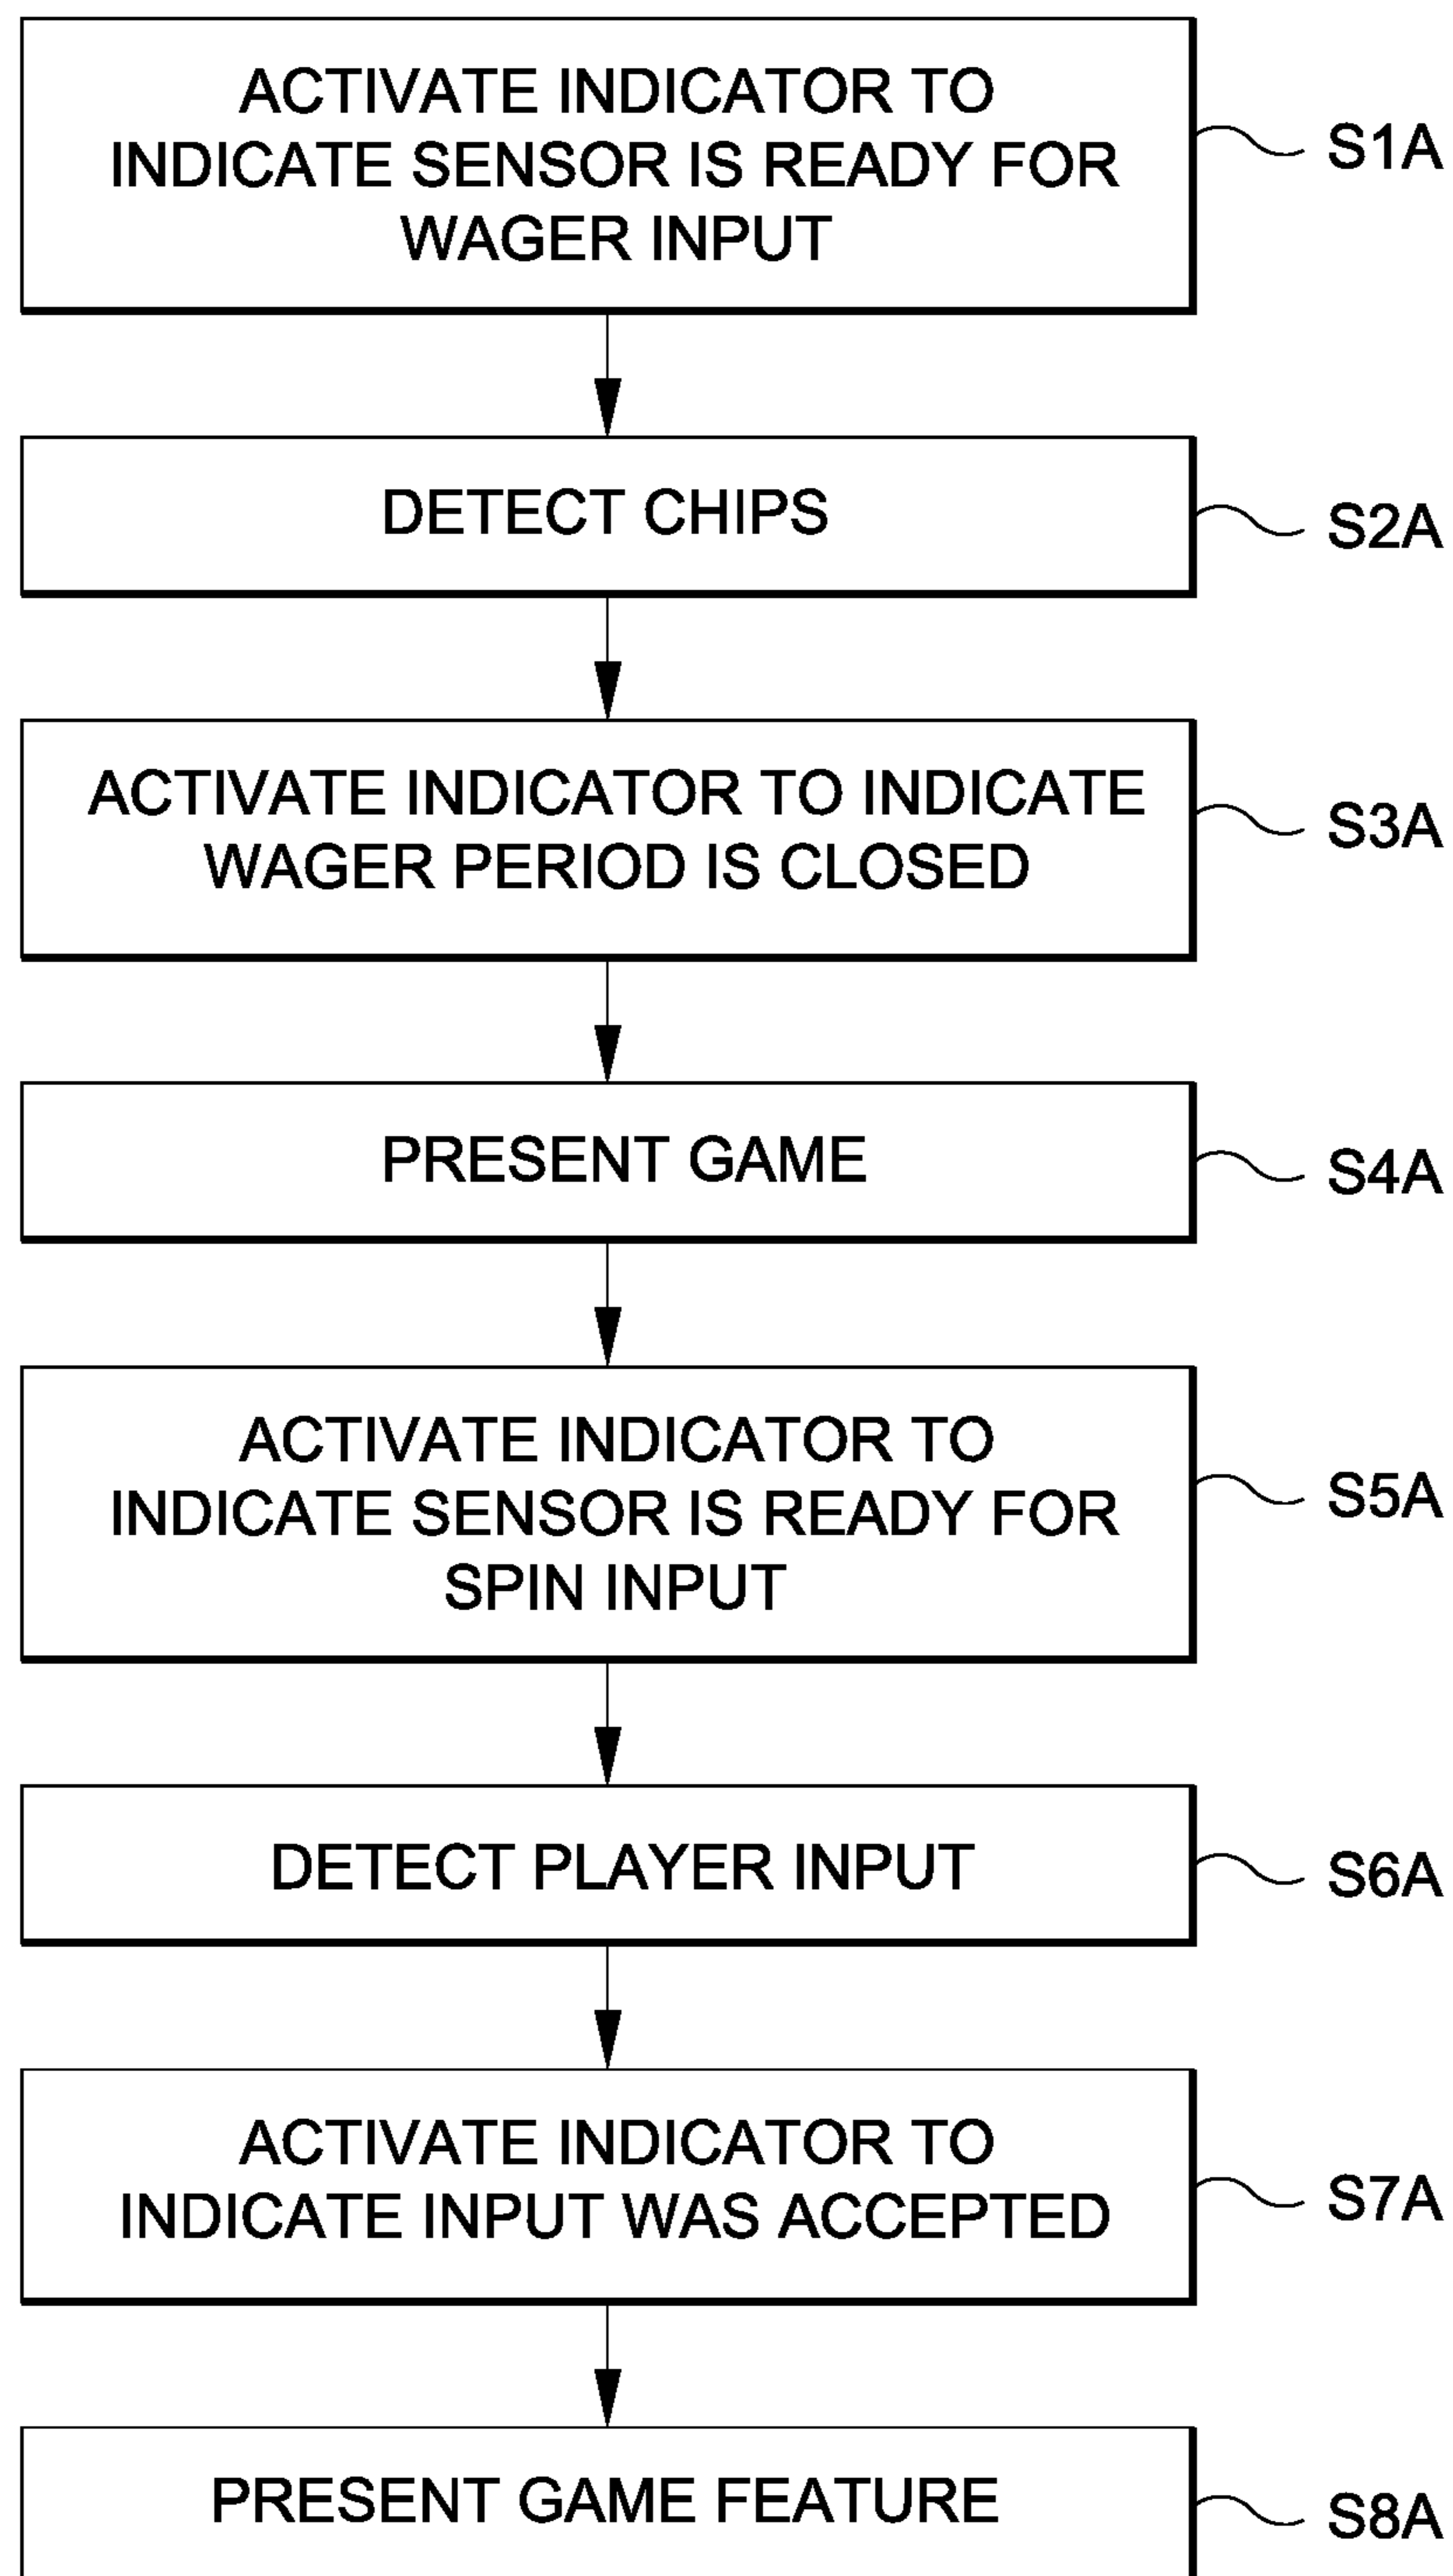 ACTIVATE INDICATOR TO
INDICATE SENSOR IS READY FOR
WAGER INPUT
S1A
DETECT CHIPS
S2A
ACTIVATE INDICATOR TO INDICATE
WAGER PERIOD IS CLOSED
S3A
PRESENT GAME
S4A
ACTIVATE INDICATOR TO
INDICATE SENSOR IS READY FOR
SPIN INPUT
S5A
DETECT PLAYER INPUT
S6A
ACTIVATE INDICATOR TO
INDICATE INPUT WAS ACCEPTED
S7A
PRESENT GAME FEATURE
S8A